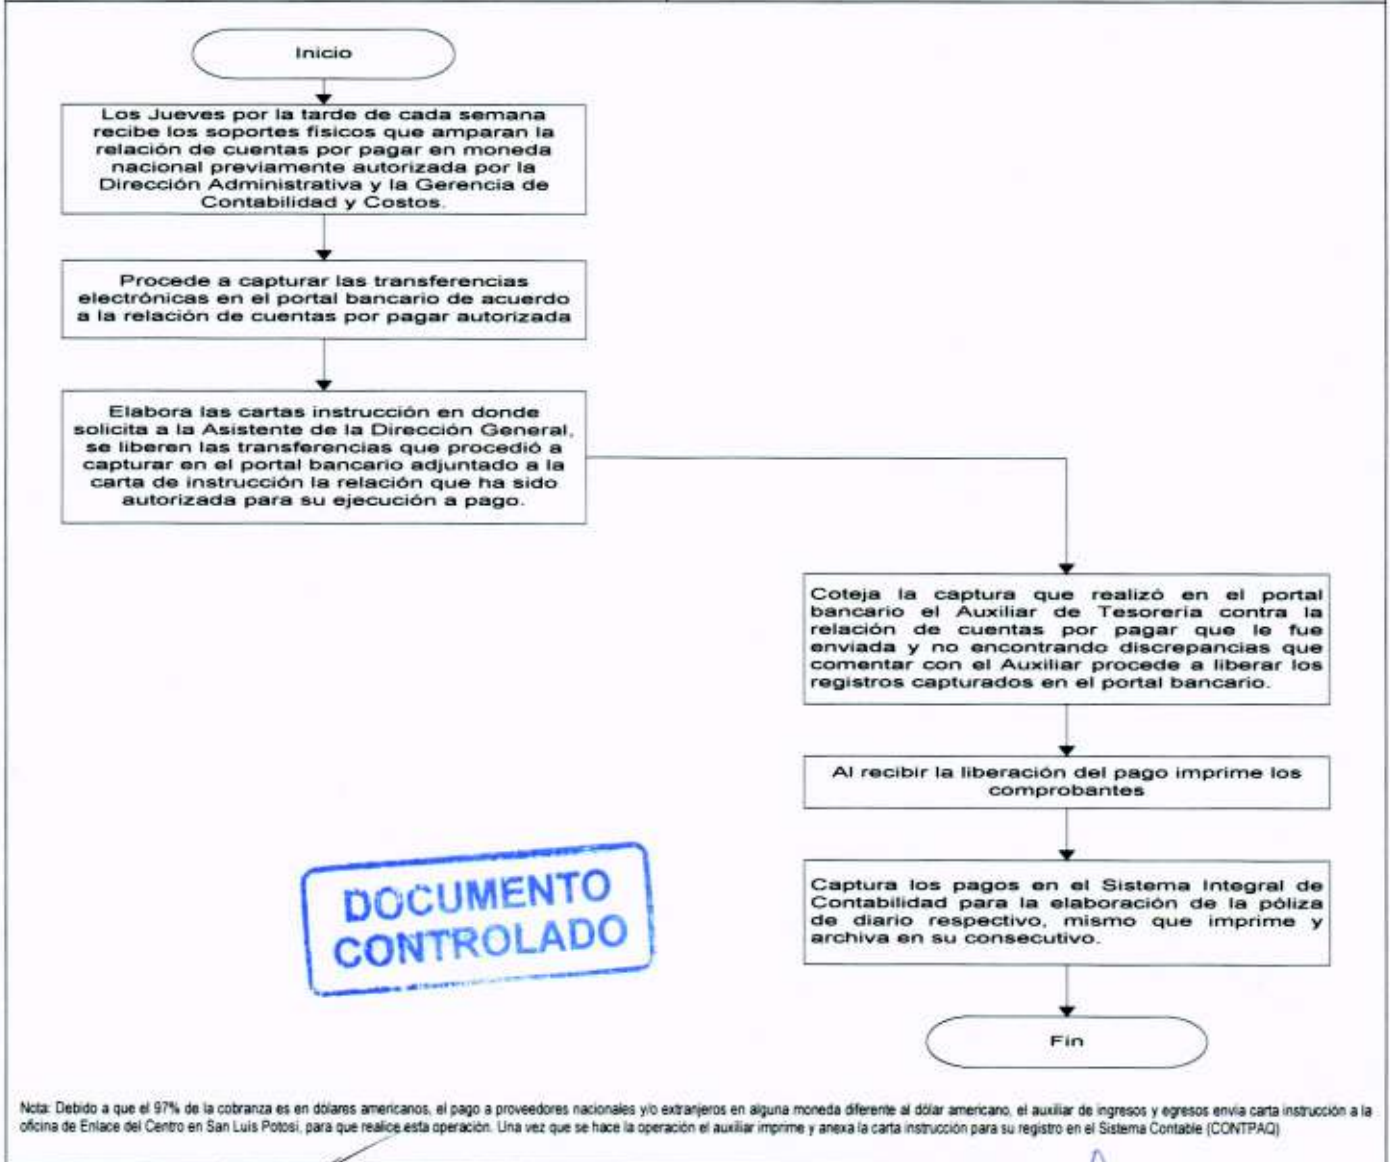 Inicio
Los Jueves por la tarde de cada semana
recibe los soportes físicos que amparan la
relación de cuentas por pagar en moneda
nacional previamente autorizada por la
Dirección Administrativa y la Gerencia de
Contabilidad y Costos.
Procede a capturar las transferencias
electrónicas en el portal bancario de acuerdo
a la relación de cuentas por pagar autorizada
Elabora las cartas instrucción en donde
solicita a la Asistente de la Dirección General,
se liberen las transferencias que procedió a
capturar en el portal bancario adjuntado a la
carta de instrucción la relación que ha sido
autorizada para su ejecución a pago.
Coteja la captura que realizó en el portal
bancario el Auxiliar de Tesorería contra la
relación de cuentas por pagar que le fue
enviada y no encontrando discrepancias que
comentar con el Auxiliar procede a liberar los
registros capturados en el portal bancario.
Al recibir la liberación del pago imprime los
comprobantes
Captura los pagos en el Sistema Integral de
Contabilidad para la elaboración de la póliza
de diario respectivo, mismo que imprime y
archiva en su consecutivo.
DOCUMENTO
CONTROLADO
Fin
Nota: Debido a que el 97% de la cobranza es en dólares americanos, el pago a proveedores nacionales y/o extranjeros en alguna moneda diferente al dólar americano, el auxiliar de ingresos y egresos envía carta instrucción a la
oficina de Enlace del Centro en San Luis Potosí, para que realice esta operación. Una vez que se hace la operación el auxiliar imprime y anexa la carta instrucción para su registro en el Sistema Contable (CONTPAQ)